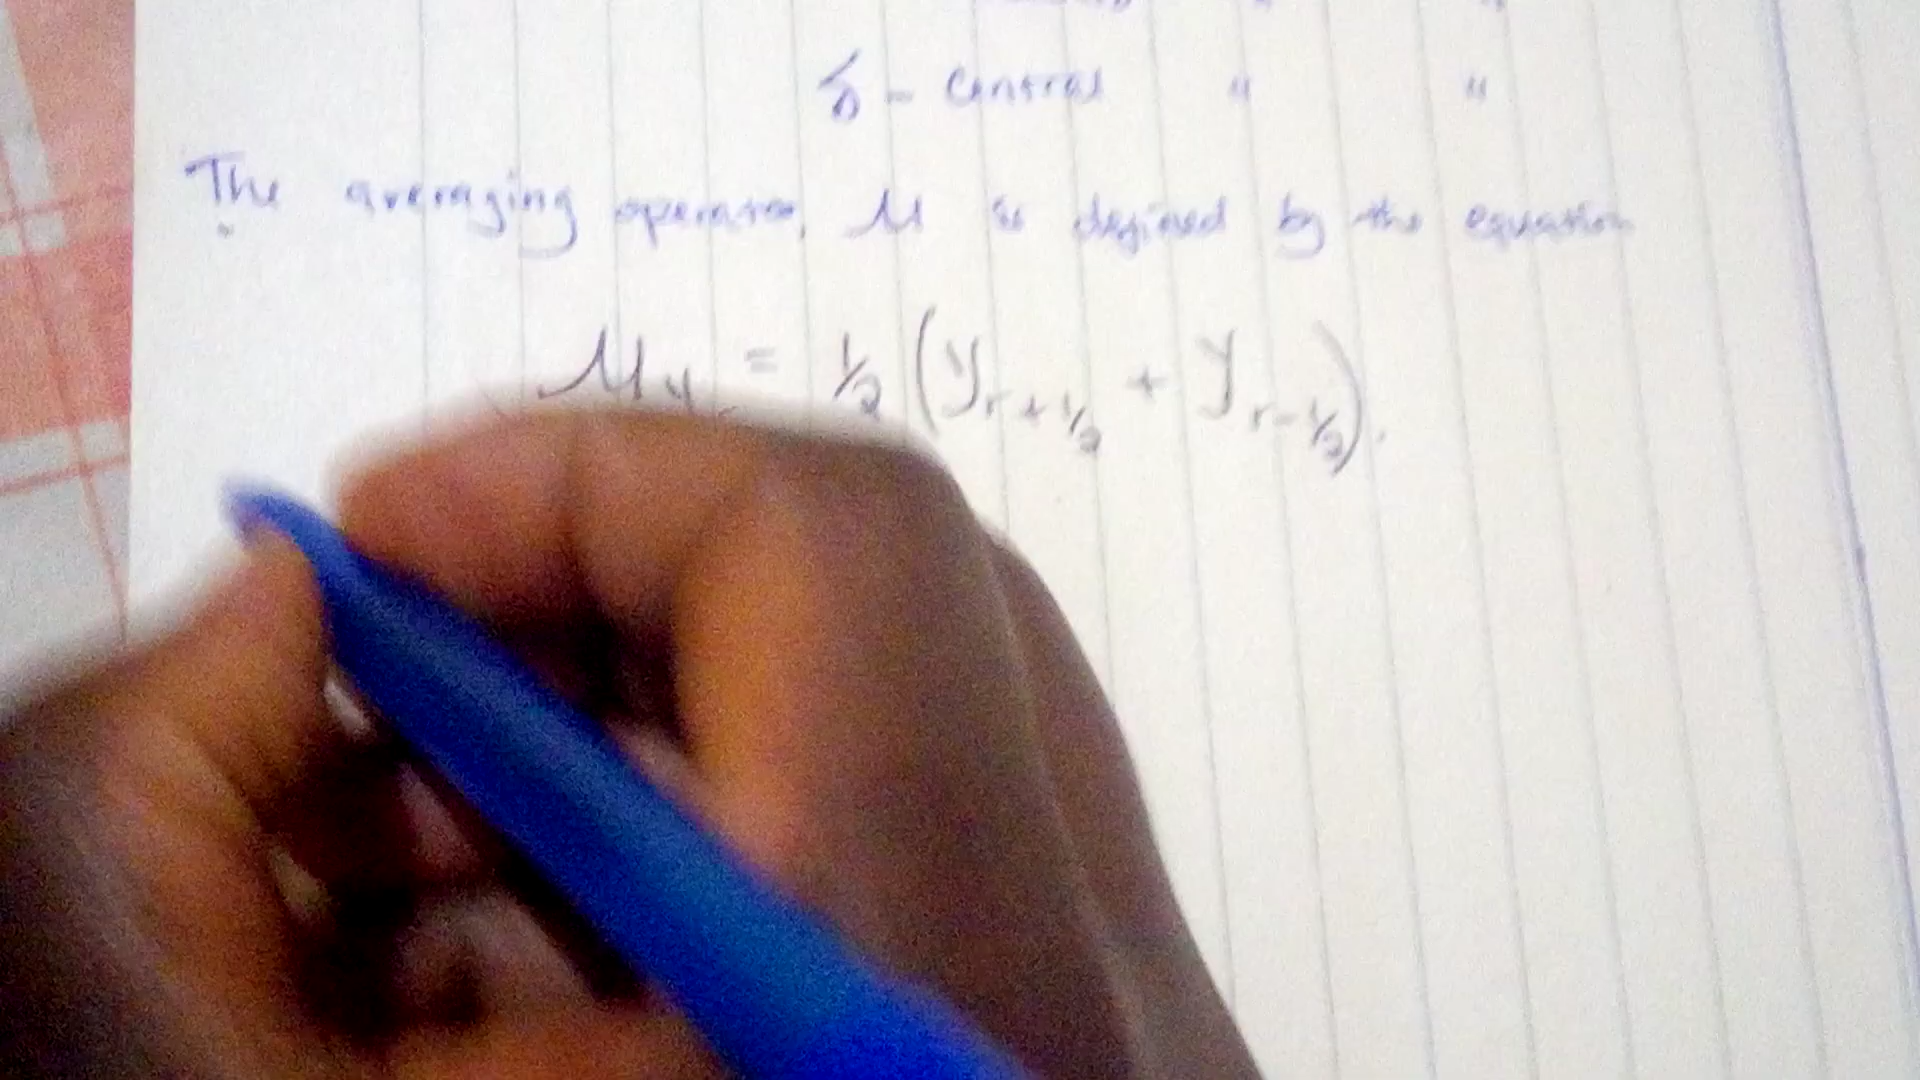 δ - Central " "
The averaging operator, μ is defined by the equation
μy = 1/2 (y_{r+1/2} + y_{r-1/2}).